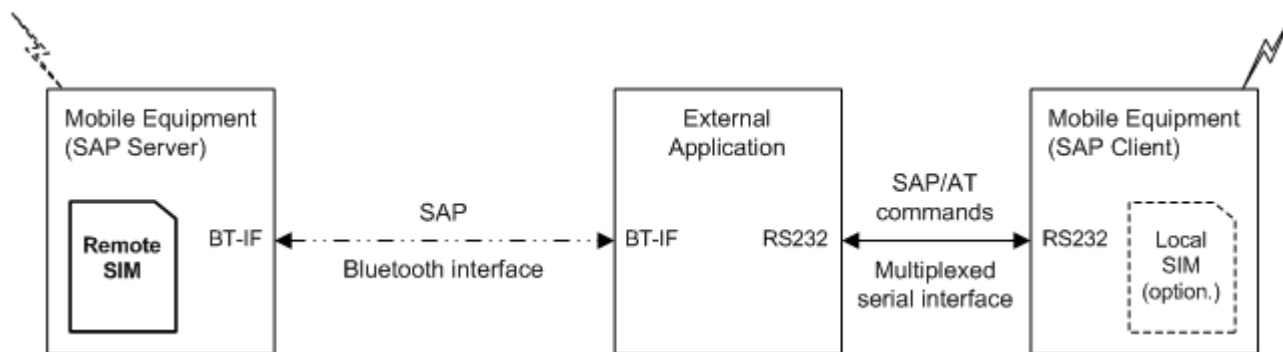 Mobile Equipment
(SAP Server)
Remote
SIM
BT-IF
SAP
Bluetooth interface
External
Application
BT-IF
RS232
SAP/AT
commands
Multiplexed
serial interface
Mobile Equipment
(SAP Client)
RS232
Local
SIM
(option.)